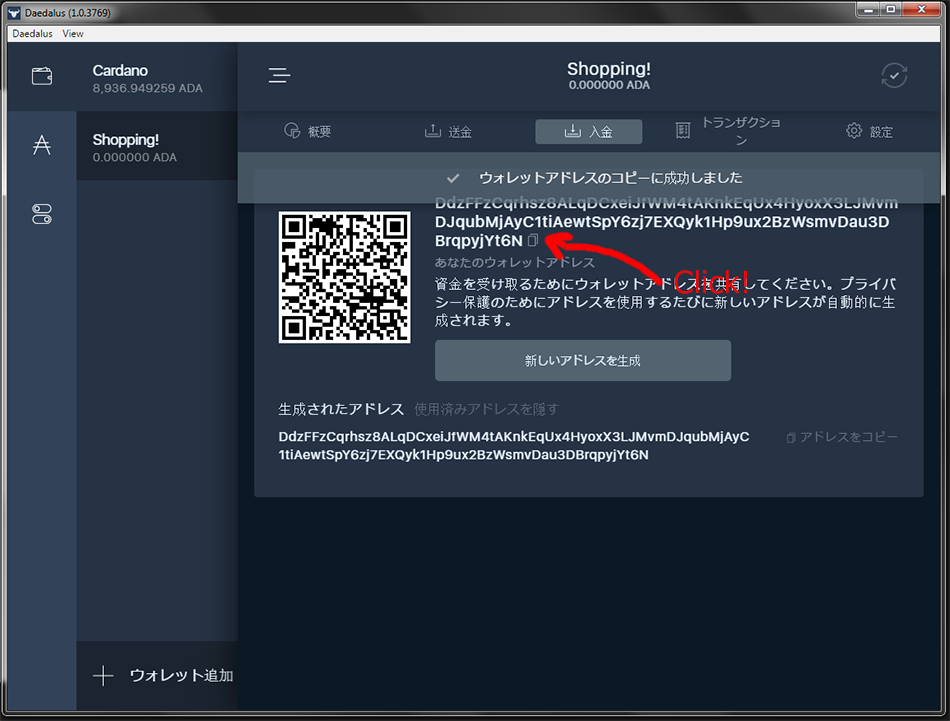 Daedalus (1.0.3769)
Daedalus View
Cardano
8,936.949259 ADA
Shopping!
0.000000 ADA
ウォレット追加
Shopping!
0.000000 ADA
概要
送金
入金
トランザクショ
ン
設定
ウォレットアドレスのコピーに成功しました
DdzFFzCqrhsz8ALqDCxeiJfWM4tAKnkEqUx4HyoxX3LJMvm
DJqubMjAyC1tiAewtSpY6zj7EXQyk1Hp9ux2BzWsmvDau3D
BrqpyjYt6N
Click!
あなたのウォレットアドレス
資金を受け取るためにウォレットアドレスを共有してください。プライバ
シー保護のためにアドレスを使用するたびに新しいアドレスが自動的に生
成されます。
新しいアドレスを生成
生成されたアドレス 使用済みアドレスを隠す
DdzFFzCqrhsz8ALqDCxeiJfWM4tAKnkEqUx4HyoxX3LJMvmDJqubMjAyC
1tiAewtSpY6zj7EXQyk1Hp9ux2BzWsmvDau3DBrqpyjYt6N
アドレスをコピー